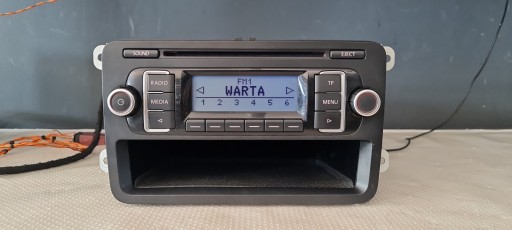 SOUND
EJECT
RADIO
MEDIA
FM1
WARTA
1 2 3 4 5 6
TP
MENU